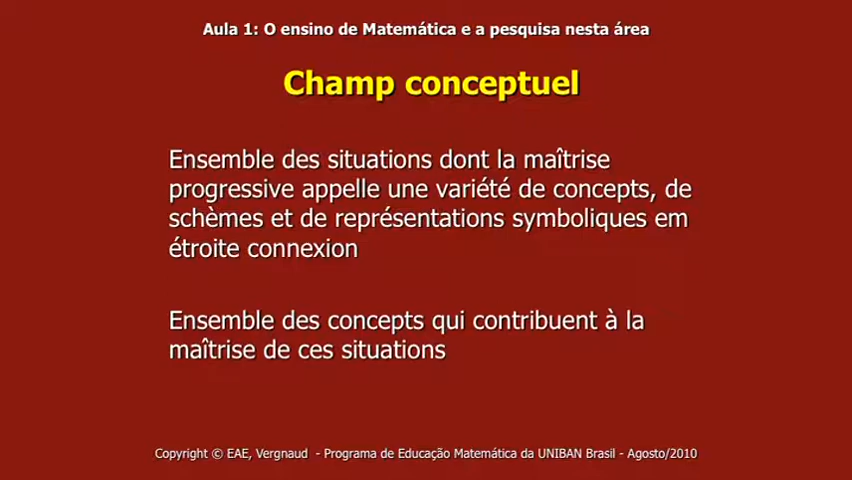 Aula 1: O ensino de Matemática e a pesquisa nesta área
Champ conceptuel
Ensemble des situations dont la maîtrise
progressive appelle une variété de concepts, de
schèmes et de représentations symboliques em
étroite connexion
Ensemble des concepts qui contribuent à la
maîtrise de ces situations
Copyright © EAE, Vergnaud - Programa de Educação Matemática da UNIBAN Brasil - Agosto/2010